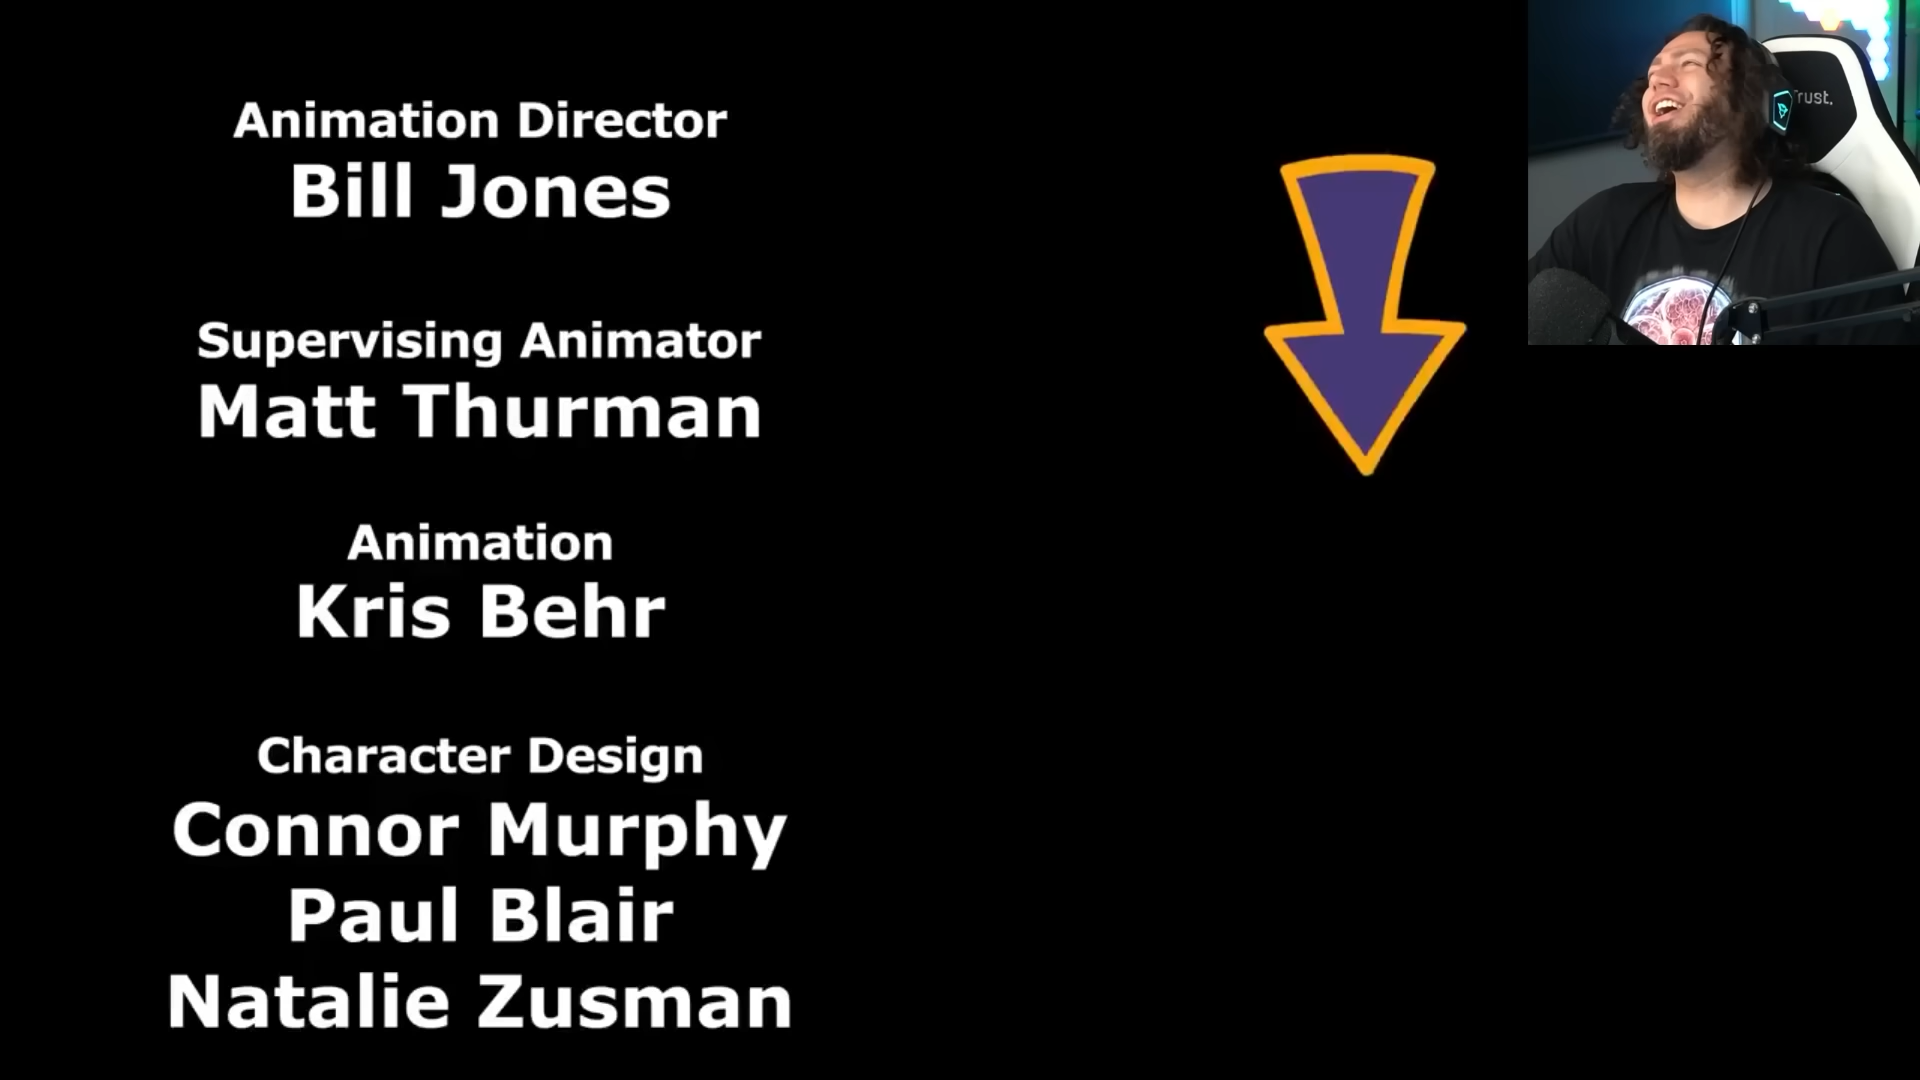 Animation Director
Bill Jones
Supervising Animator
Matt Thurman
Animation
Kris Behr
Character Design
Connor Murphy
Paul Blair
Natalie Zusman
Trust.